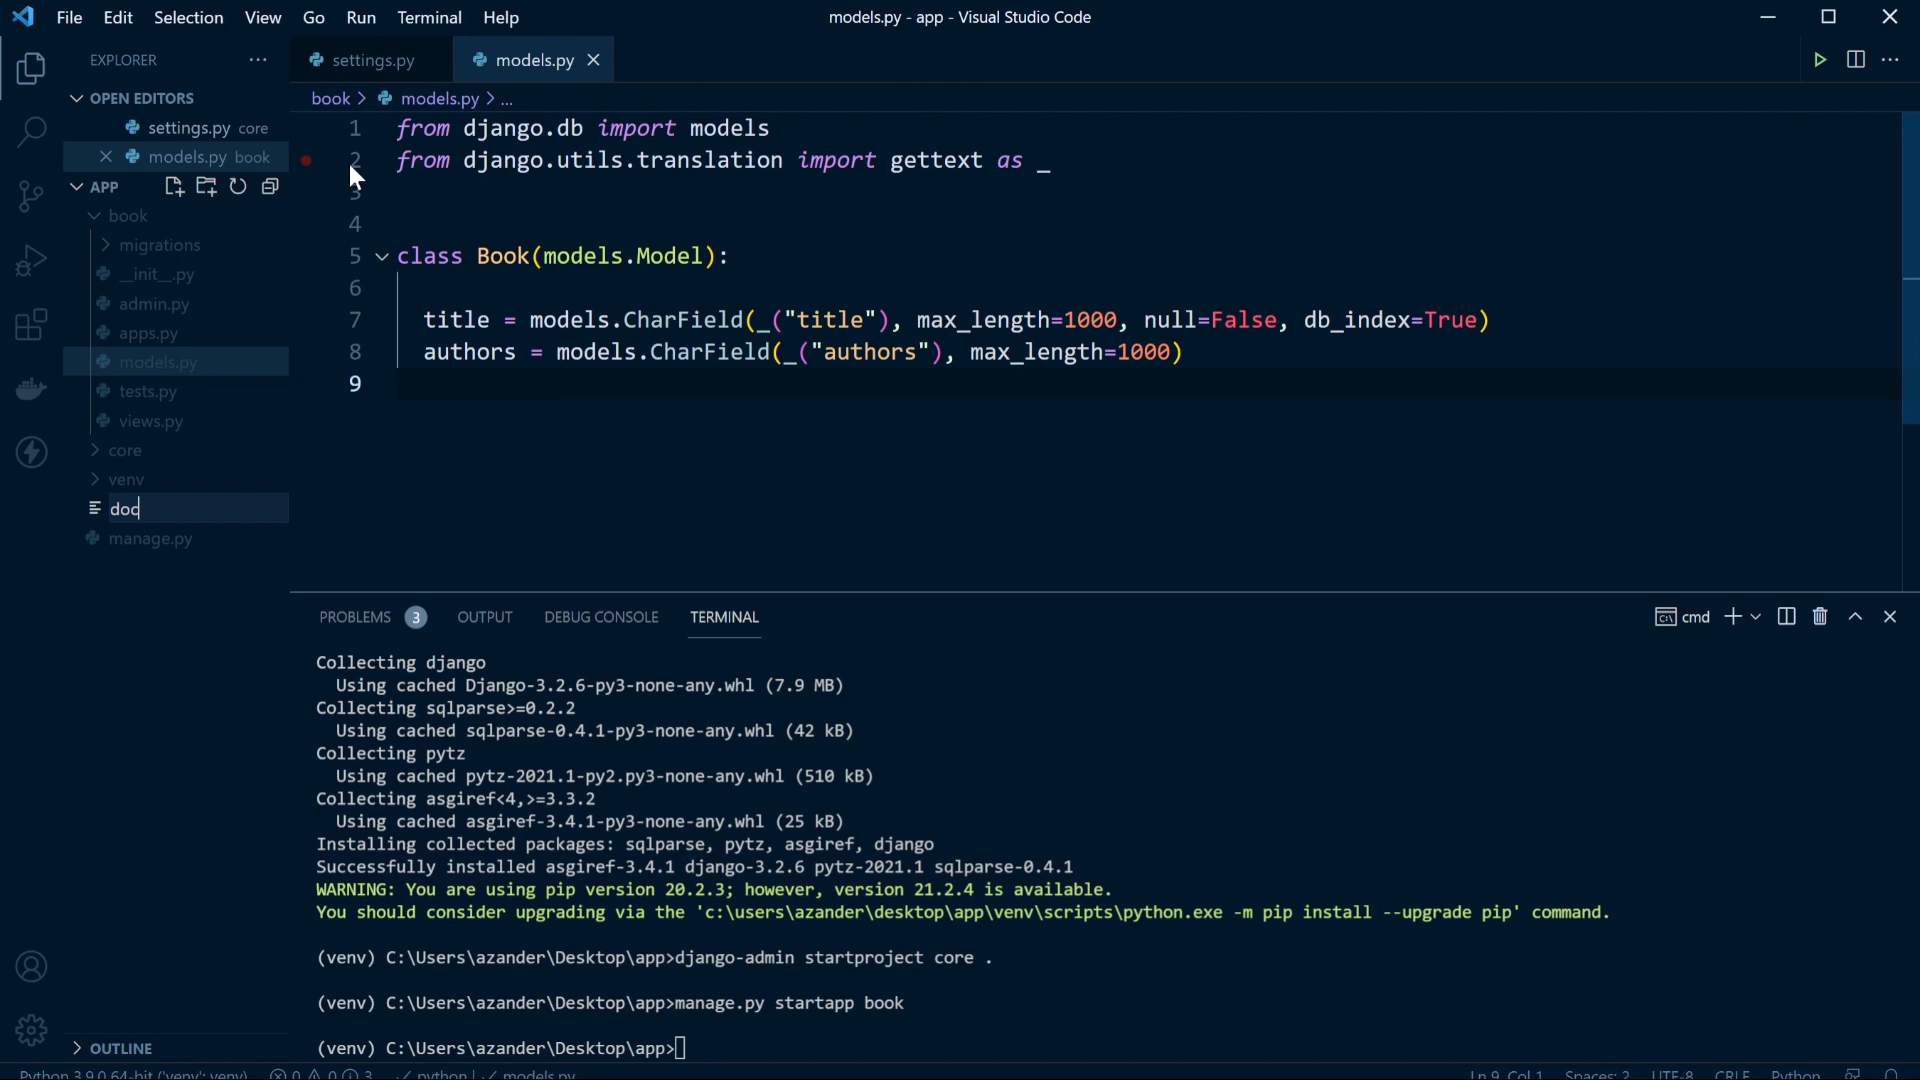 File Edit Selection View Go Run Terminal Help
models.py - app - Visual Studio Code
EXPLORER
settings.py
models.py
OPEN EDITORS
settings.py core
models.py book
APP
book
migrations
__init__.py
admin.py
apps.py
models.py
tests.py
views.py
core
venv
doc
manage.py
OUTLINE
book > models.py > ...
1 from django.db import models
2 from django.utils.translation import gettext as _
3
4
5 class Book(models.Model):
6
7 title = models.CharField(_("title"), max_length=1000, null=False, db_index=True)
8 authors = models.CharField(_("authors"), max_length=1000)
9
PROBLEMS 3 OUTPUT DEBUG CONSOLE TERMINAL
cmd
Collecting django
Using cached Django-3.2.6-py3-none-any.whl (7.9 MB)
Collecting sqlparse>=0.2.2
Using cached sqlparse-0.4.1-py3-none-any.whl (42 kB)
Collecting pytz
Using cached pytz-2021.1-py2.py3-none-any.whl (510 kB)
Collecting asgiref<4,>=3.3.2
Using cached asgiref-3.4.1-py3-none-any.whl (25 kB)
Installing collected packages: sqlparse, pytz, asgiref, django
Successfully installed asgiref-3.4.1 django-3.2.6 pytz-2021.1 sqlparse-0.4.1
WARNING: You are using pip version 20.2.3; however, version 21.2.4 is available.
You should consider upgrading via the 'c:\users\azander\desktop\app\venv\scripts\python.exe -m pip install --upgrade pip' command.
(venv) C:\Users\azander\Desktop\app>django-admin startproject core .
(venv) C:\Users\azander\Desktop\app>manage.py startapp book
(venv) C:\Users\azander\Desktop\app>
Python 3.9.0 64-bit ('venv': venv) 0 0 3 python models.py
Ln 9, Col 1 Spaces: 2 UTF-8 CRLF Python